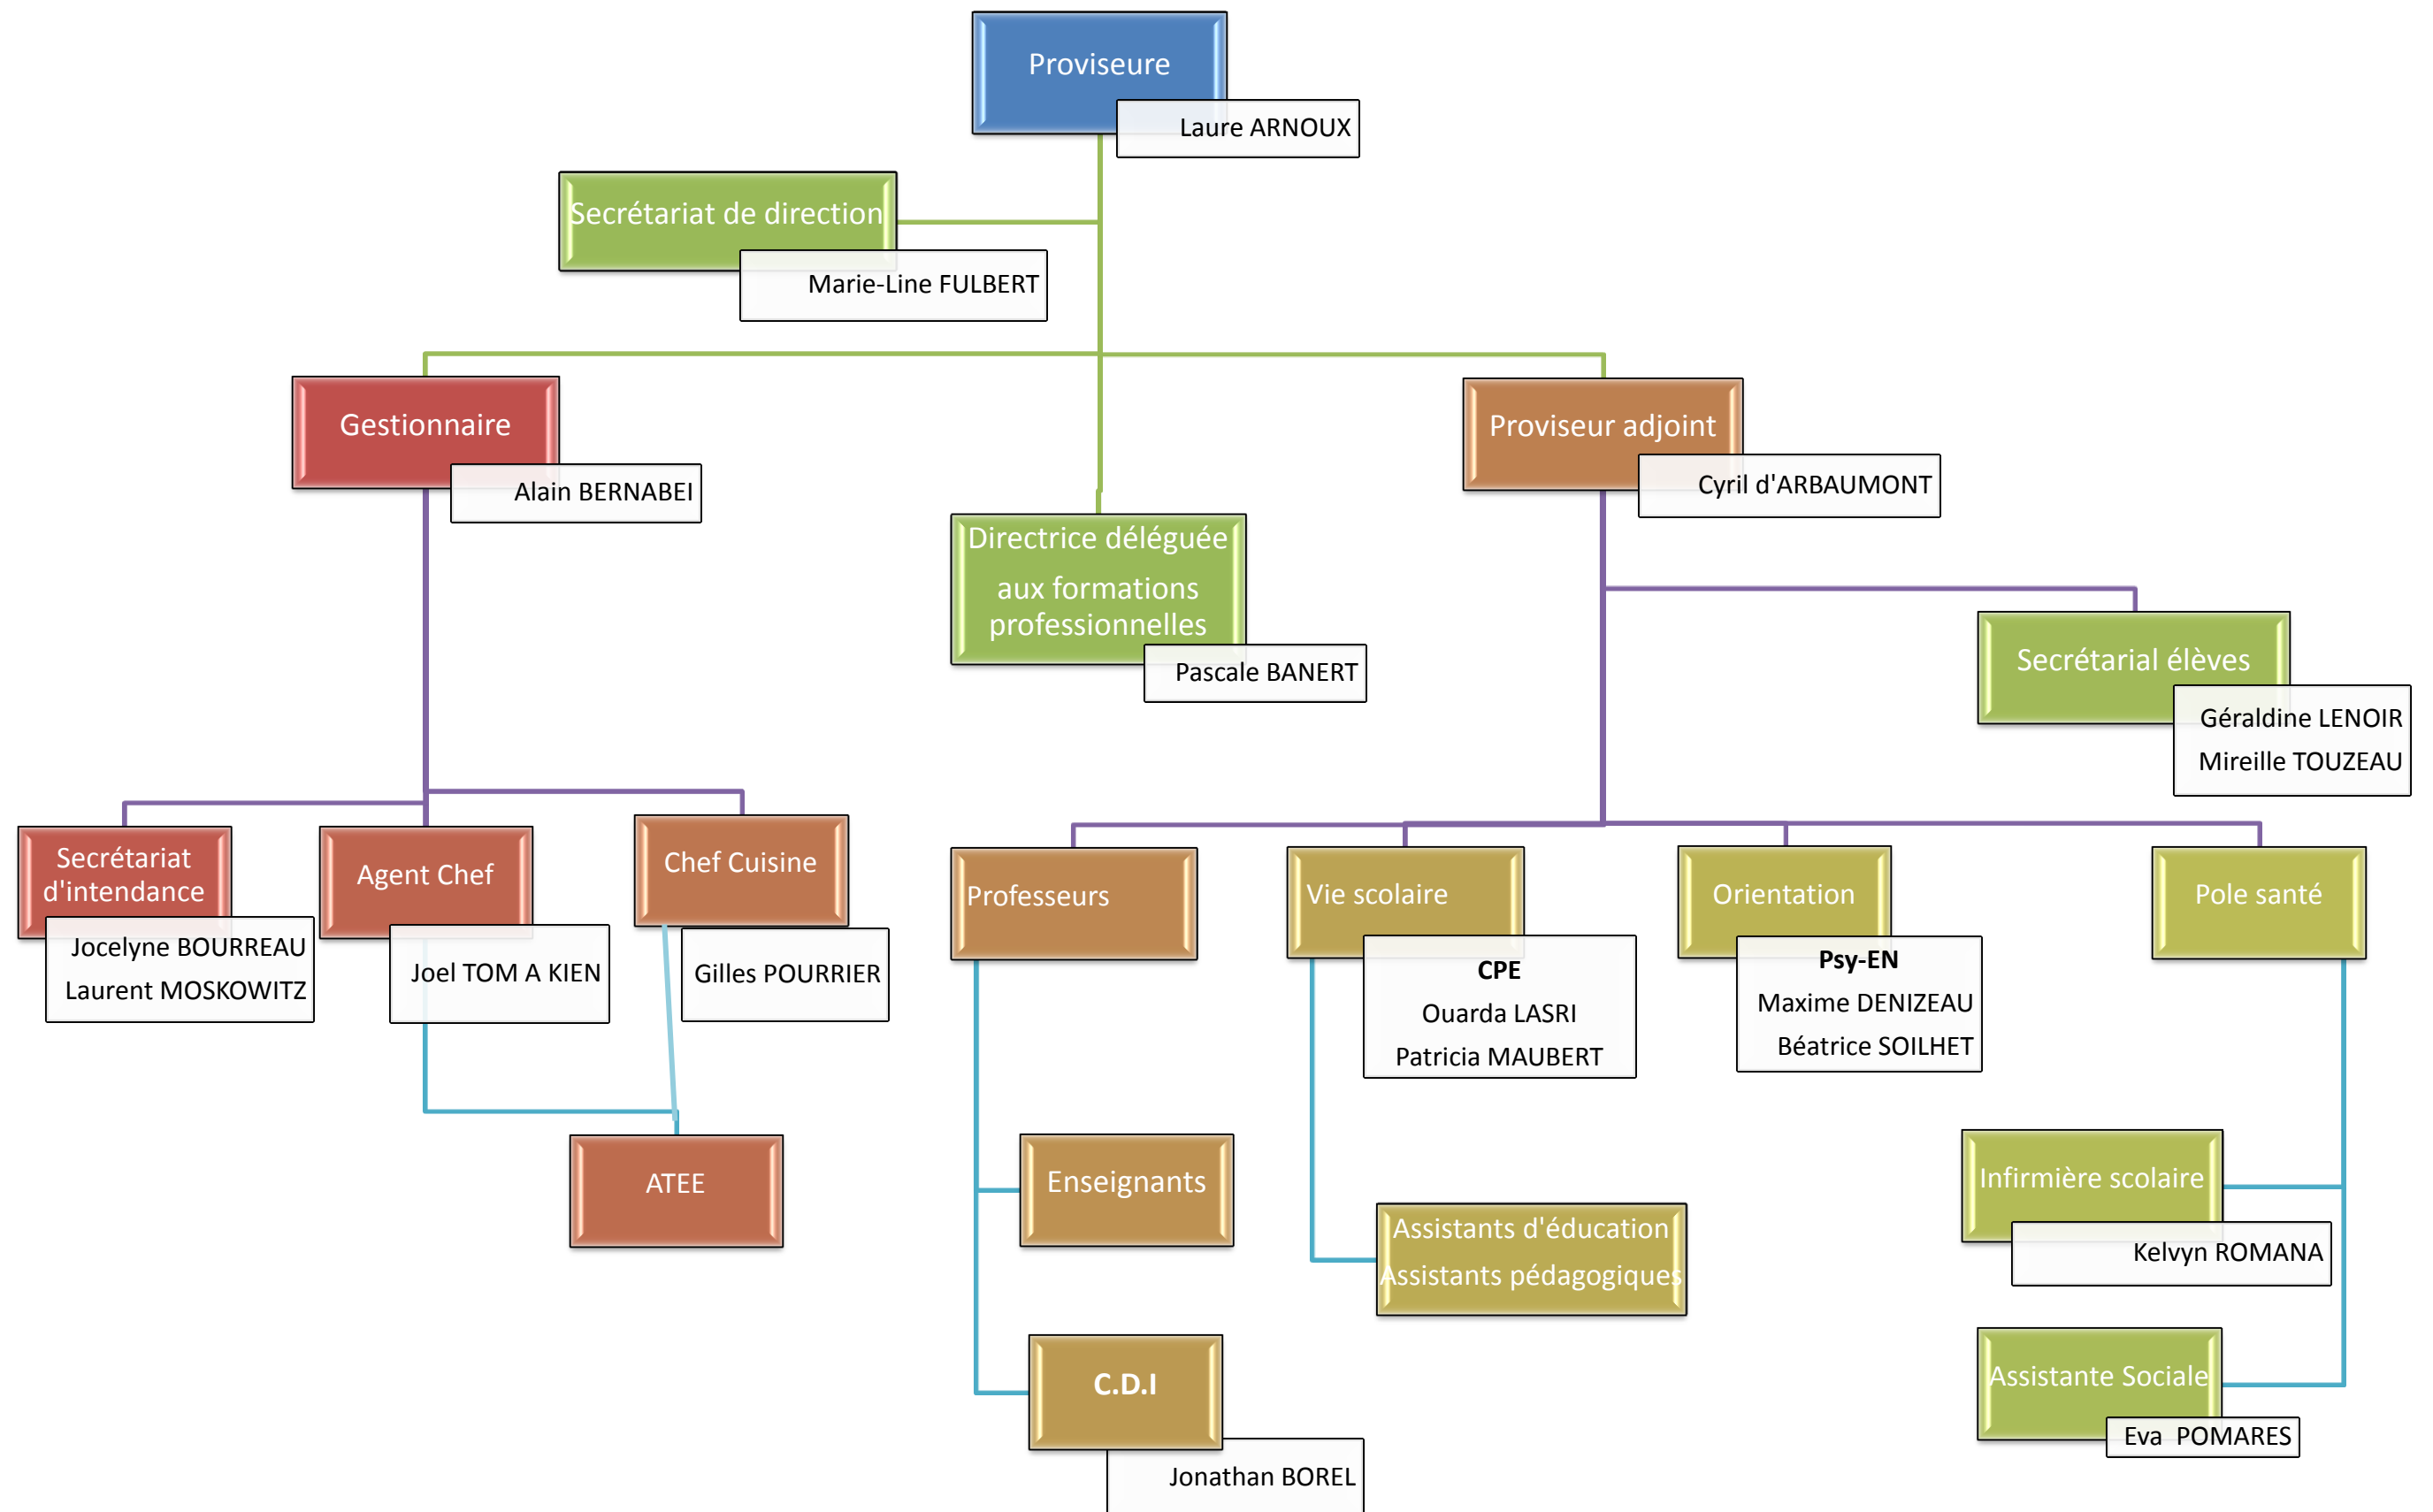 Proviseure
Laure ARNOUX
Secrétariat de direction
Marie-Line FULBERT
Gestionnaire
Alain BERNABEI
Proviseur adjoint
Cyril d'ARBAUMONT
Directrice déléguée
aux formations
professionnelles
Pascale BANERT
Secrétarial élèves
Géraldine LENOIR
Mireille TOUZEAU
Secrétariat
d'intendance
Jocelyne BOURREAU
Laurent MOSKOWITZ
Agent Chef
Joel TOM A KIEN
Chef Cuisine
Gilles POURRIER
Professeurs
Vie scolaire
CPE
Ouarda LASRI
Patricia MAUBERT
Orientation
Psy-EN
Maxime DENIZEAU
Béatrice SOILHET
Pole santé
ATEE
Enseignants
Assistants d'éducation
Assistants pédagogiques
Infirmière scolaire
Kelvyn ROMANA
C.D.I
Jonathan BOREL
Assistante Sociale
Eva  POMARES